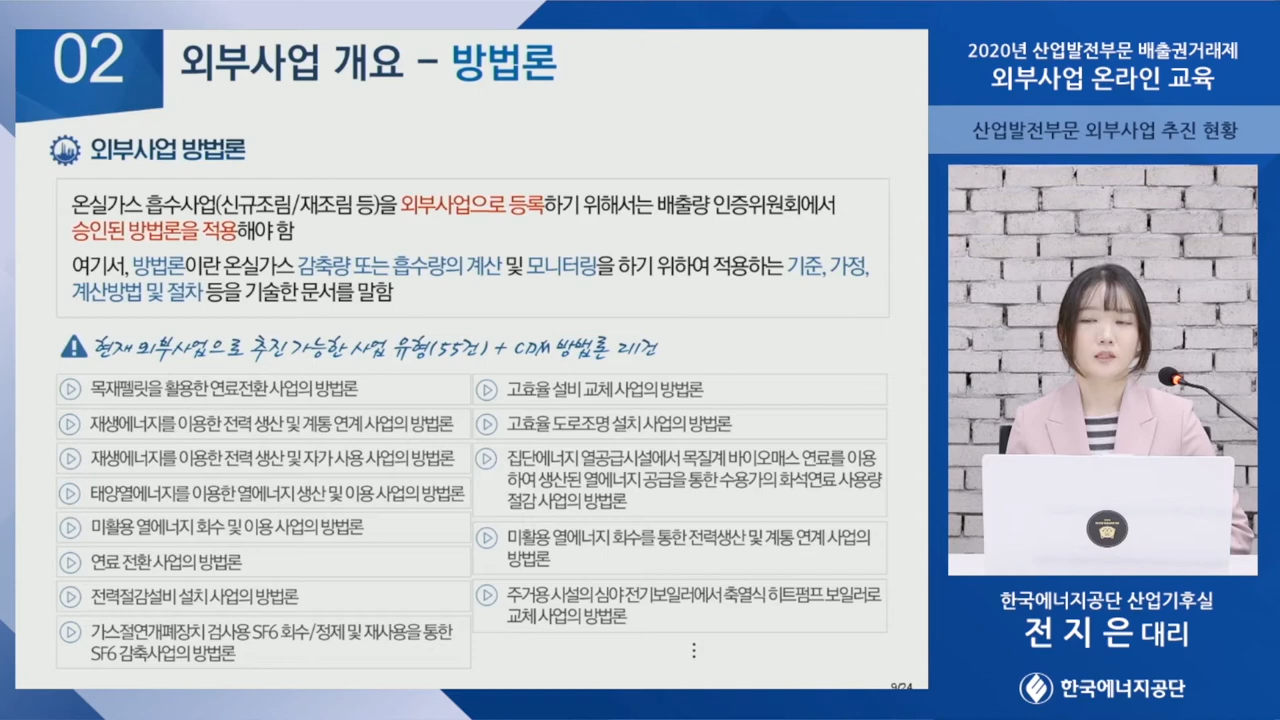 02
외부사업 개요 – 방법론
외부사업 방법론
온실가스 흡수사업(신규조림/재조림 등)을 외부사업으로 등록하기 위해서는 배출량 인증위원회에서
승인된 방법론을 적용해야 함
여기서, 방법론이란 온실가스 감축량 또는 흡수량의 계산 및 모니터링을 하기 위하여 적용하는 기준, 가정,
계산방법 및 절차 등을 기술한 문서를 말함
현재 외부사업으로 추진 가능한 사업 유형(55건) + CDM 방법론 211건
목재펠릿을 활용한 연료전환 사업의 방법론
재생에너지를 이용한 전력 생산 및 계통 연계 사업의 방법론
재생에너지를 이용한 전력 생산 및 자가 사용 사업의 방법론
태양열에너지를 이용한 열에너지 생산 및 이용 사업의 방법론
미활용 열에너지 회수 및 이용 사업의 방법론
연료 전환 사업의 방법론
전력절감설비 설치 사업의 방법론
가스절연개폐장치 검사용 SF6 회수/정제 및 재사용을 통한
SF6 감축사업의 방법론
고효율 설비 교체 사업의 방법론
고효율 도로조명 설치 사업의 방법론
집단에너지 열공급시설에서 목질계 바이오매스 연료를 이용
하여 생산된 열에너지 공급을 통한 수용가의 화석연료 사용량
절감 사업의 방법론
미활용 열에너지 회수를 통한 전력생산 및 계통 연계 사업의
방법론
주거용 시설의 심야 전기보일러에서 축열식 히트펌프 보일러로
교체 사업의 방법론
⋮
9/24
2020년 산업발전부문 배출권거래제
외부사업 온라인 교육
산업발전부문 외부사업 추진 현황
한국에너지공단 산업기후실
전 지 은 대리
한국에너지공단